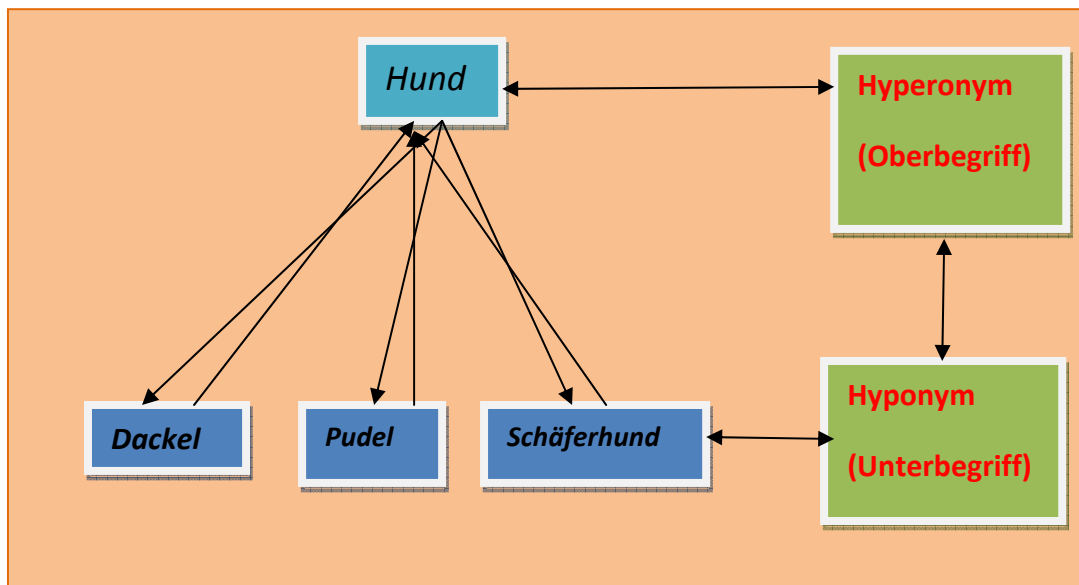 Hund
Hyperonym
(Oberbegriff)
Dackel
Pudel
Schäferhund
Hyponym
(Unterbegriff)